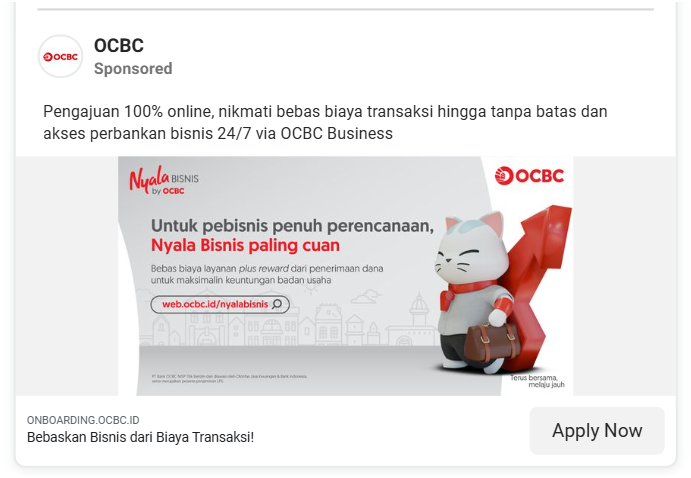 OCBC
OCBC
Sponsored
Pengajuan 100% online, nikmati bebas biaya transaksi hingga tanpa batas dan
akses perbankan bisnis 24/7 via OCBC Business
Nyala BISNIS
by OCBC
OCBC
Untuk pebisnis penuh perencanaan,
Nyala Bisnis paling cuan
Bebas biaya layanan plus reward dari penerimaan dana
untuk maksimalin keuntungan badan usaha
web.ocbc.id/nyalabisnis
Terus bersama,
melaju jauh
ONBOARDING.OCBC.ID
Bebaskan Bisnis dari Biaya Transaksi!
Apply Now